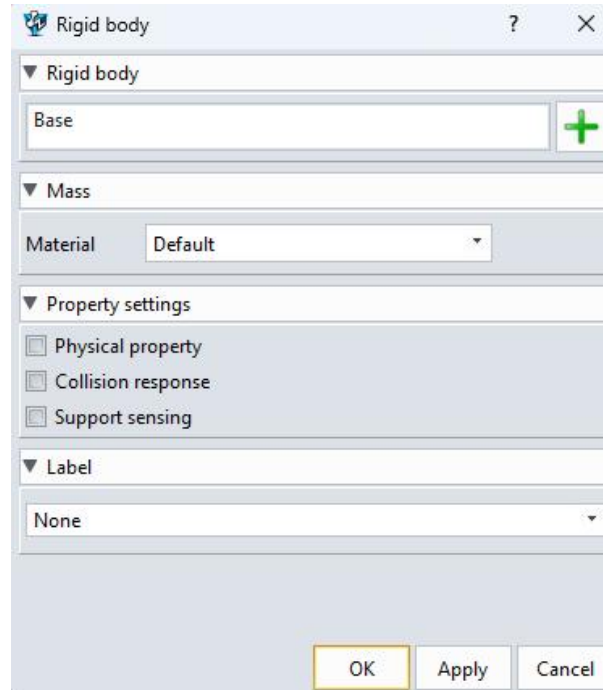 Rigid body ?
Rigid body
Base
Mass
Material Default
Property settings
Physical property
Collision response
Support sensing
Label
None
OK Apply Cancel